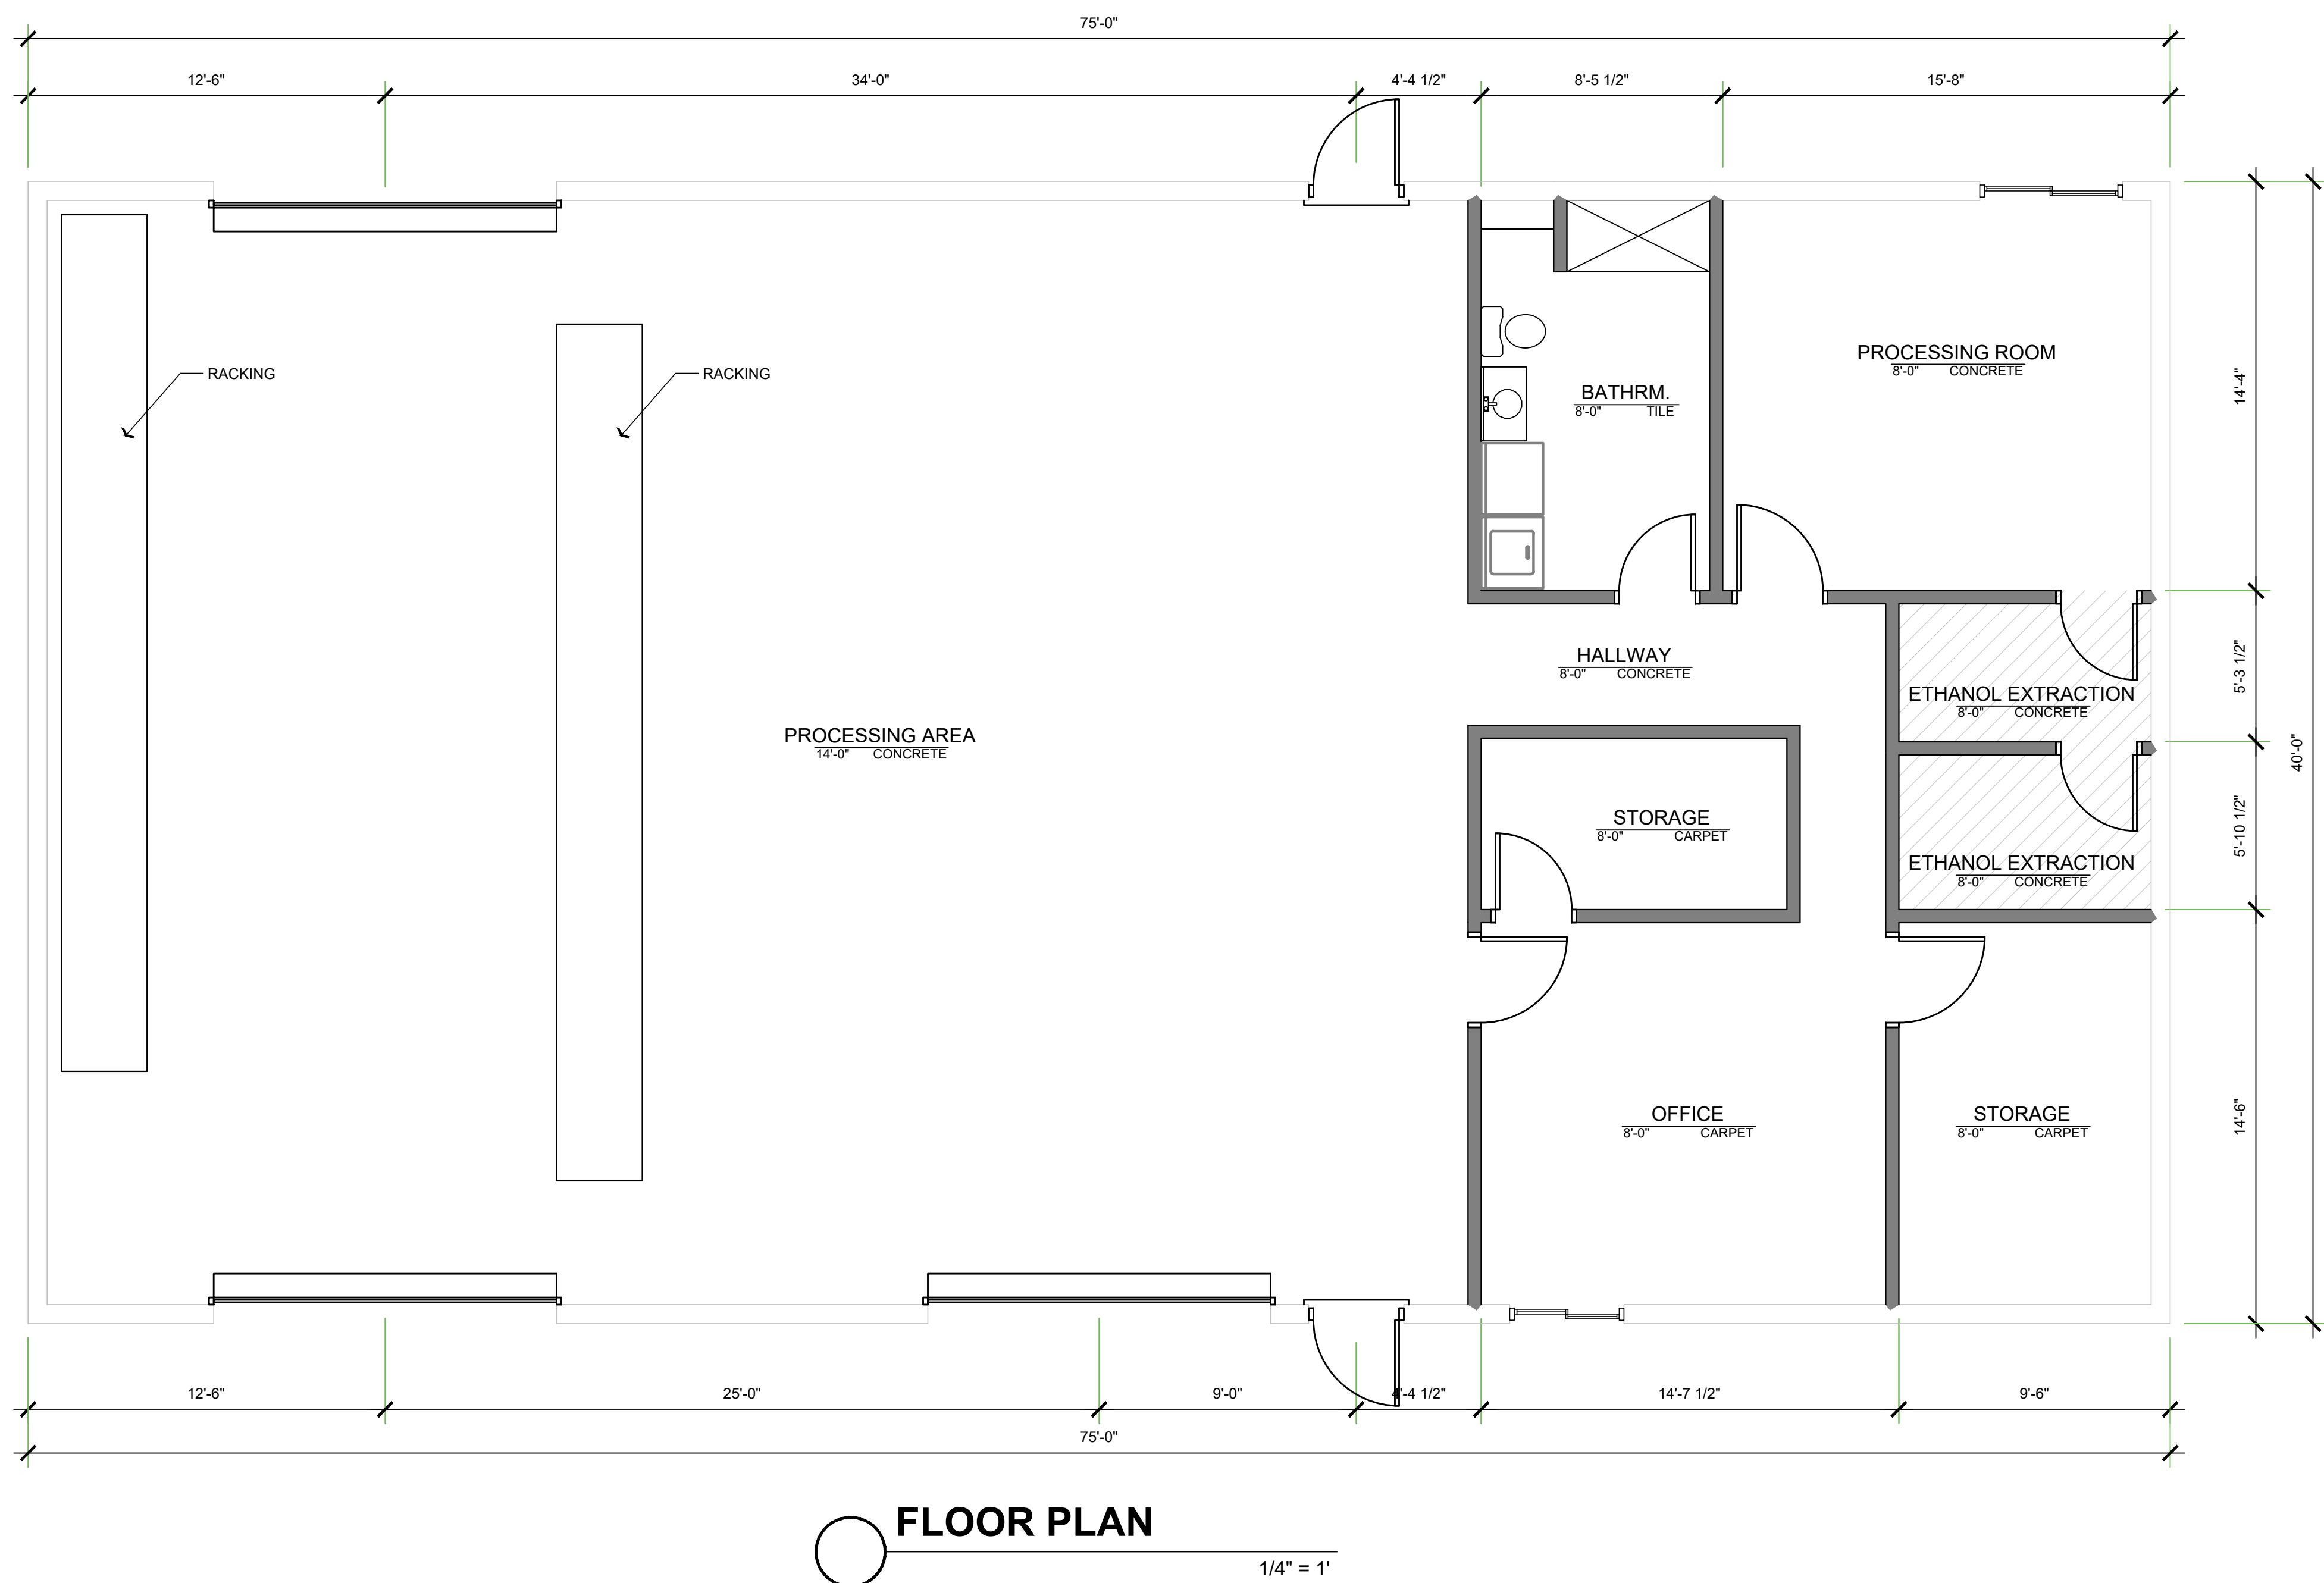 75'-0"
12'-6"
34'-0"
4'-4 1/2"
8'-5 1/2"
15'-8"
RACKING
RACKING
PROCESSING ROOM
8'-0" CONCRETE
BATHRM.
8'-0" TILE
14'-4"
HALLWAY
8'-0" CONCRETE
5'-3 1/2"
ETHANOL EXTRACTION
8'-0" CONCRETE
PROCESSING AREA
14'-0" CONCRETE
40'-0"
STORAGE
8'-0" CARPET
5'-10 1/2"
ETHANOL EXTRACTION
8'-0" CONCRETE
OFFICE
8'-0" CARPET
STORAGE
8'-0" CARPET
14'-6"
12'-6"
25'-0"
9'-0"
4'-4 1/2"
14'-7 1/2"
9'-6"
75'-0"
FLOOR PLAN
1/4" = 1'